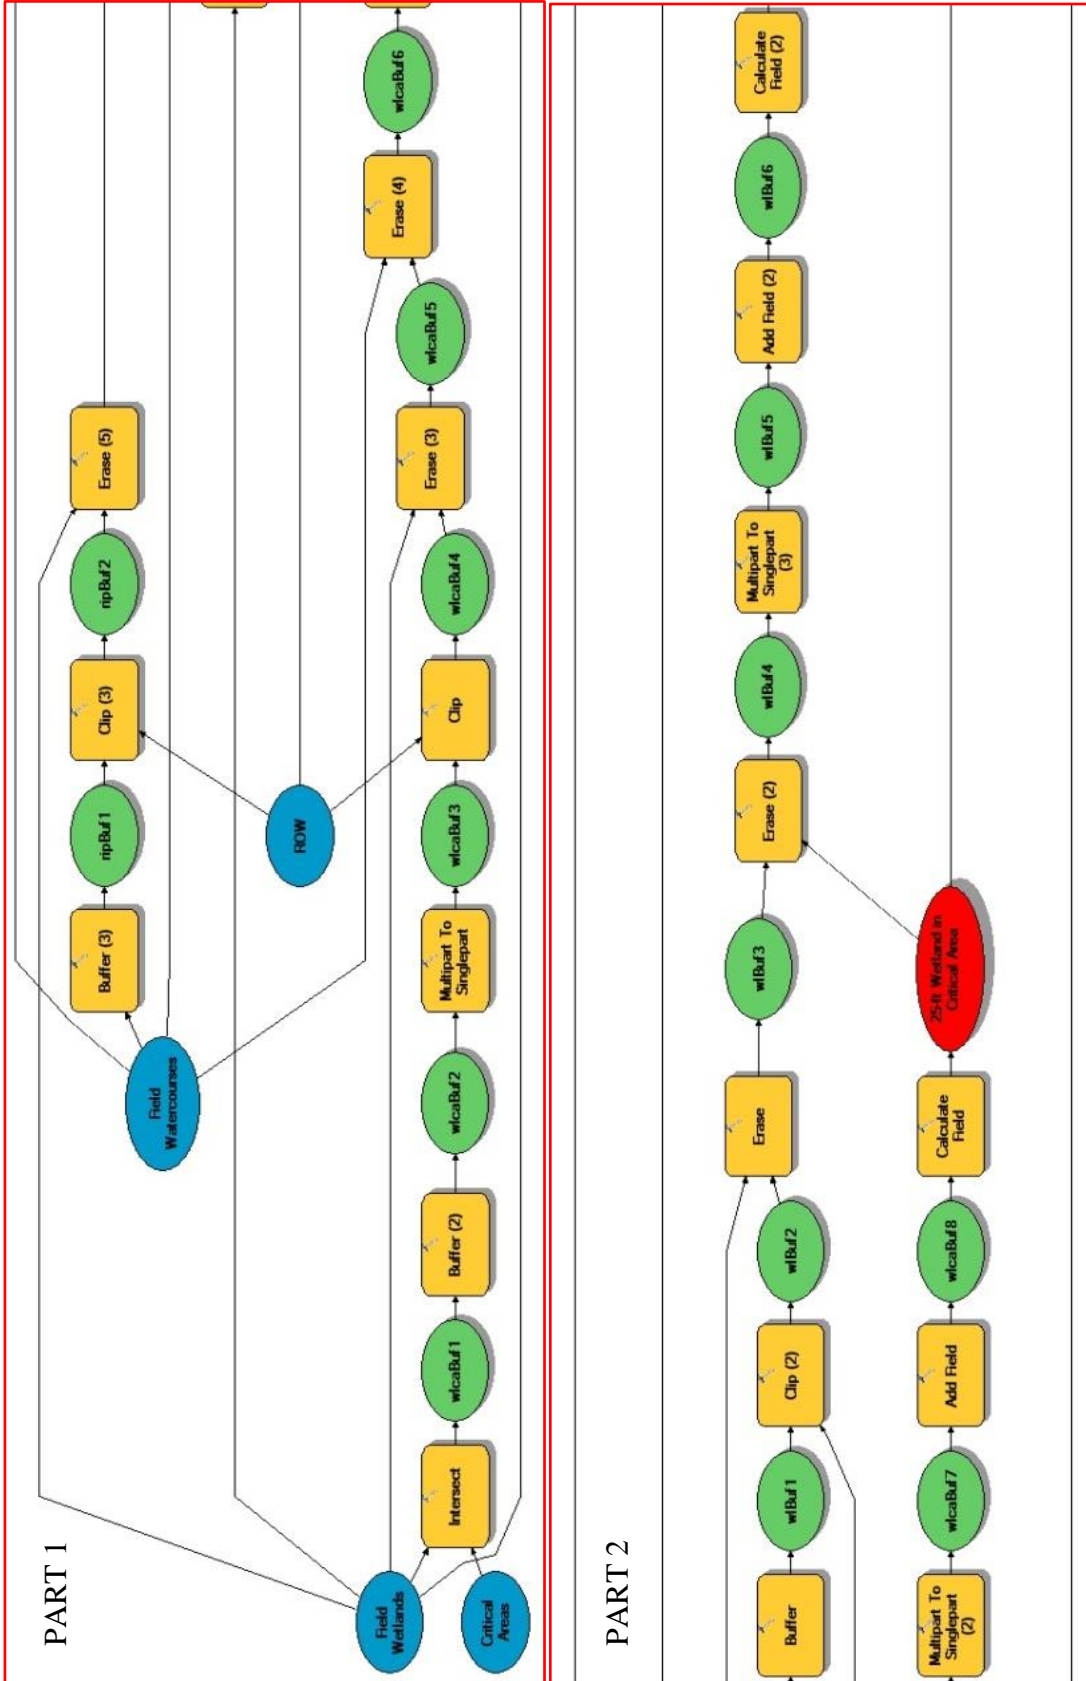 PART 1
Field
Wetlands
Critical
Areas
Intersect
wlcaBuf1
Buffer (2)
wlcaBuf2
Multipart To
Singlepart
wlcaBuf3
Clip
wlcaBuf4
Erase (3)
wlcaBuf5
Erase (4)
wlcaBuf6
Field
Watercourses
Buffer (3)
ripBuf1
Clip (3)
ripBuf2
Erase (5)
ROW
PART 2
Buffer
wlBuf1
Clip (2)
wlBuf2
Erase
wlBuf3
Erase (2)
wlBuf4
Multipart To
Singlepart
(3)
wlBuf5
Add Field (2)
wlBuf6
Calculate
Field (2)
Multipart To
Singlepart
(2)
wlcaBuf7
Add Field
wlcaBuf8
Calculate
Field
25-ft Wetland in
Critical Area